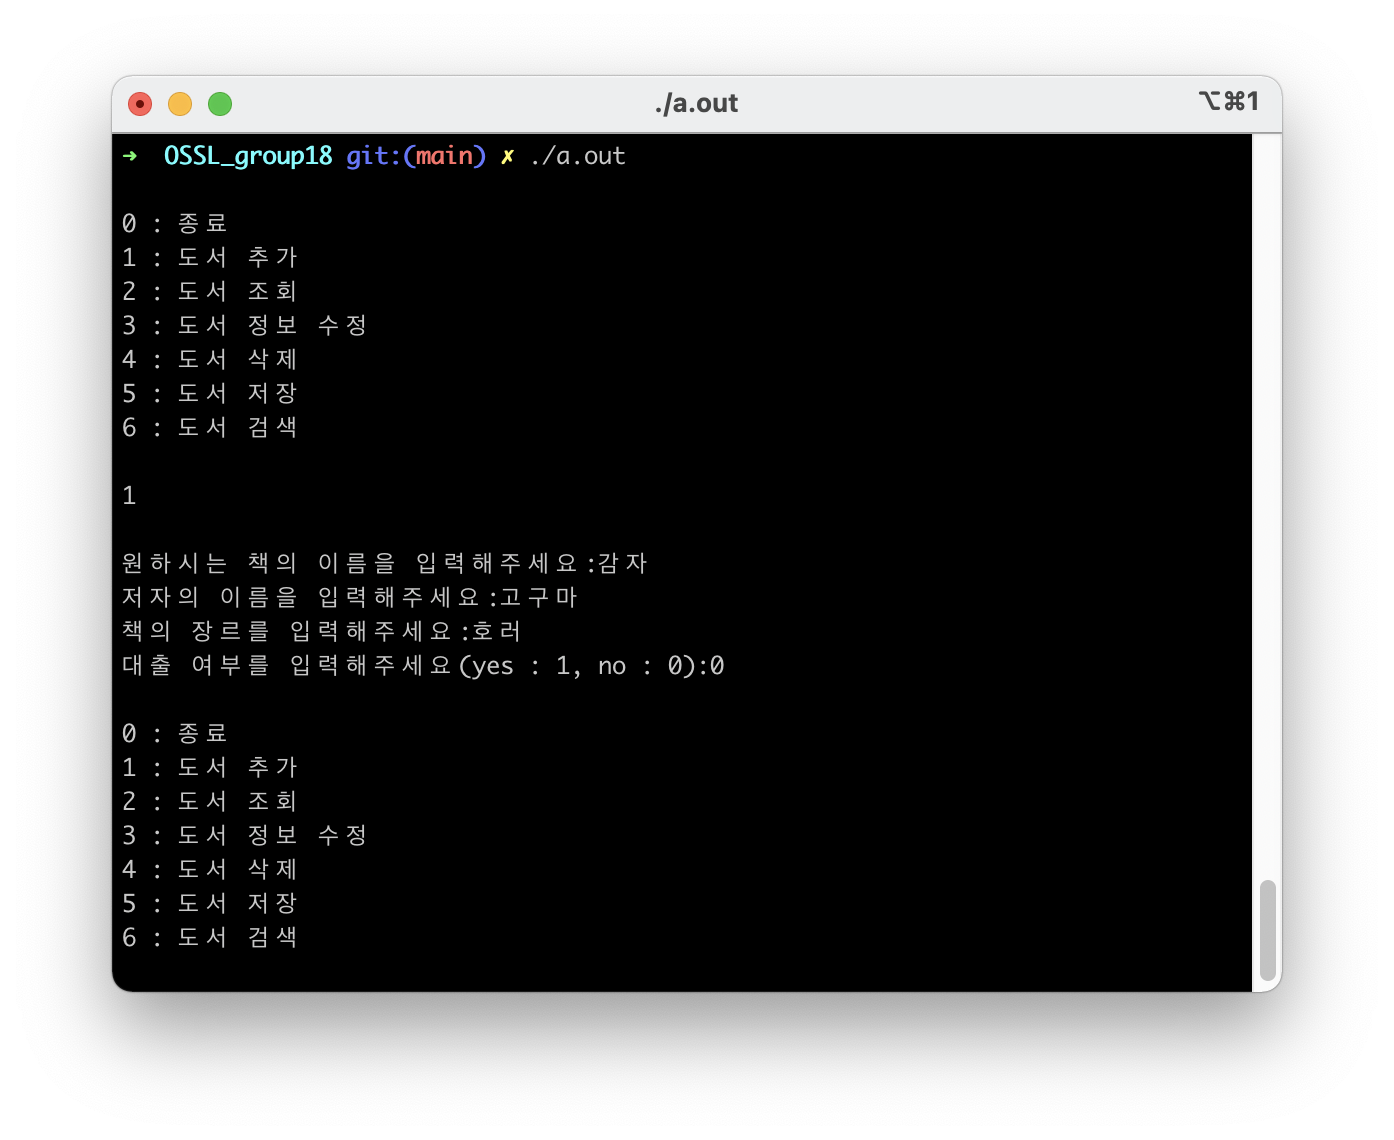 ./a.out
⌥⌘1
➜ OSSL_group18 git:(main) ✗ ./a.out
0 : 종료
1 : 도서 추가
2 : 도서 조회
3 : 도서 정보 수정
4 : 도서 삭제
5 : 도서 저장
6 : 도서 검색
1
원하시는 책의 이름을 입력해주세요:감자
저자의 이름을 입력해주세요:고구마
책의 장르를 입력해주세요:호러
대출 여부를 입력해주세요(yes : 1, no : 0):0
0 : 종료
1 : 도서 추가
2 : 도서 조회
3 : 도서 정보 수정
4 : 도서 삭제
5 : 도서 저장
6 : 도서 검색